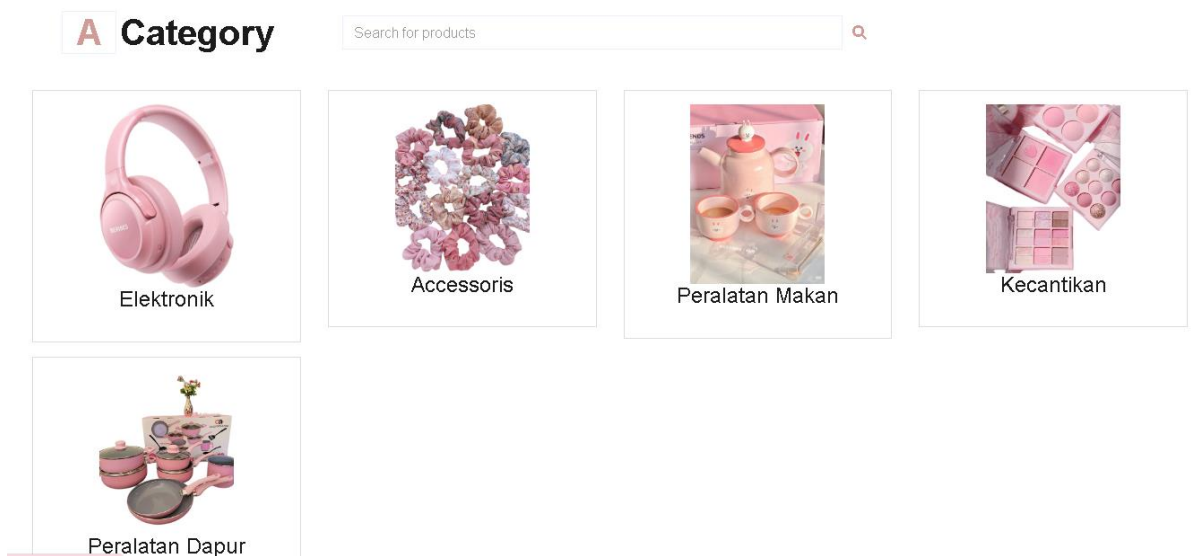 A Category
Search for products
Elektronik
Accessoris
Peralatan Makan
Kecantikan
Peralatan Dapur